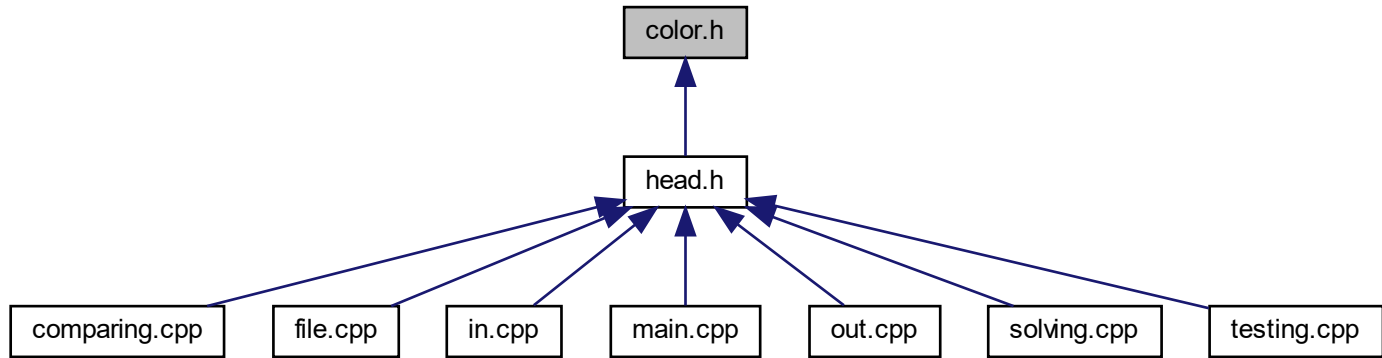 color.h
head.h
comparing.cpp
file.cpp
in.cpp
main.cpp
out.cpp
solving.cpp
testing.cpp